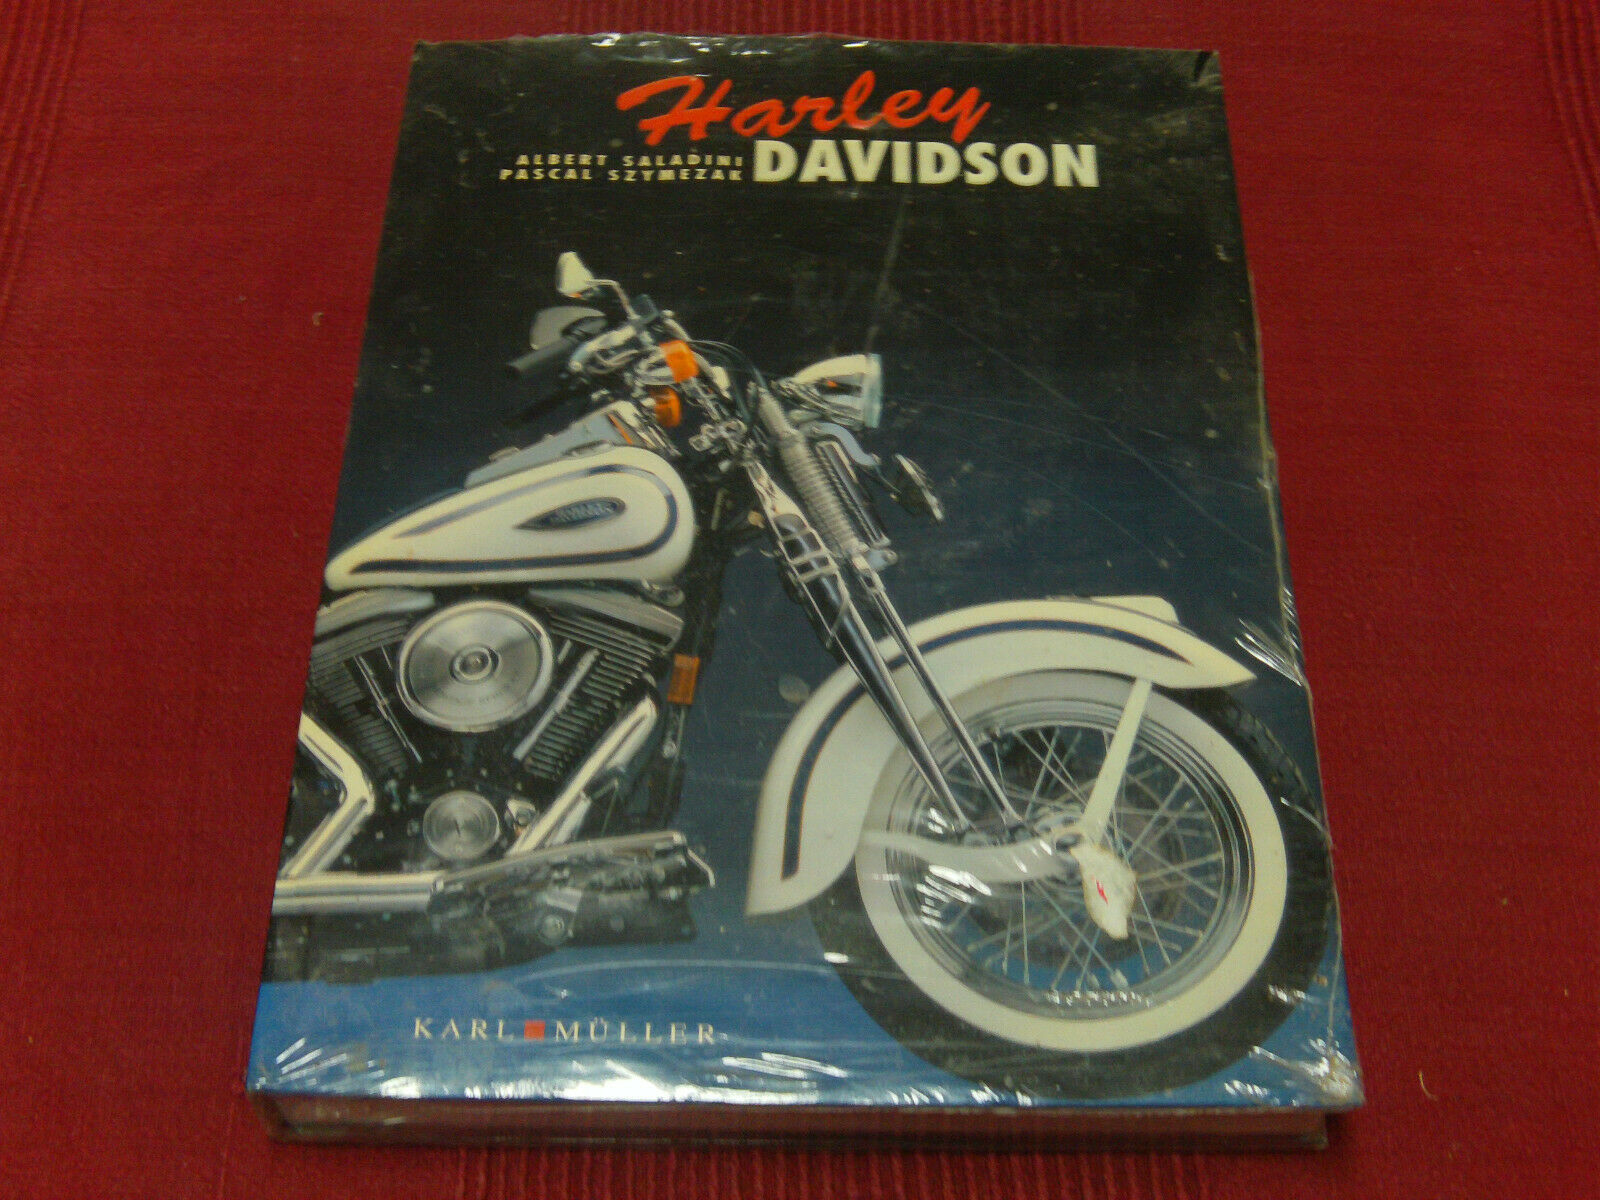 Harley
DAVIDSON
ALBERT SALADINI
PASCAL SZYMEZAK
KARL MÜLLER